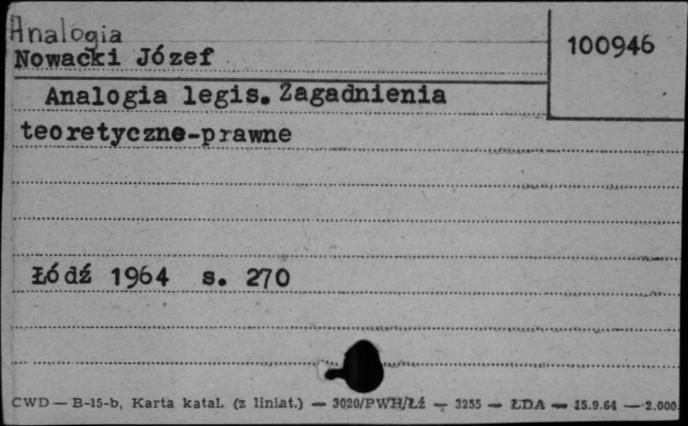 Analogia
Nowacki Józef
100946
Analogia legis. Zagadnienia
teoretyczne-prawne
Łódź 1964 s. 270
CWD — B-15-b, Karta katal. (z liniat.) — 3020/PWH/Łź — 3255 — ŁDA — 15.9.64 — 2.000.